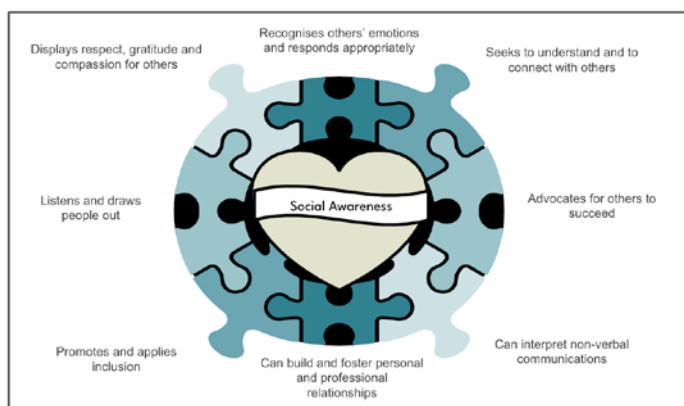 Displays respect, gratitude and
compassion for others
Recognises others' emotions
and responds appropriately
Seeks to understand and to
connect with others
Listens and draws
people out
Social Awareness
Advocates for others to
succeed
Promotes and applies
inclusion
Can build and foster personal
and professional
relationships
Can interpret non-verbal
communications